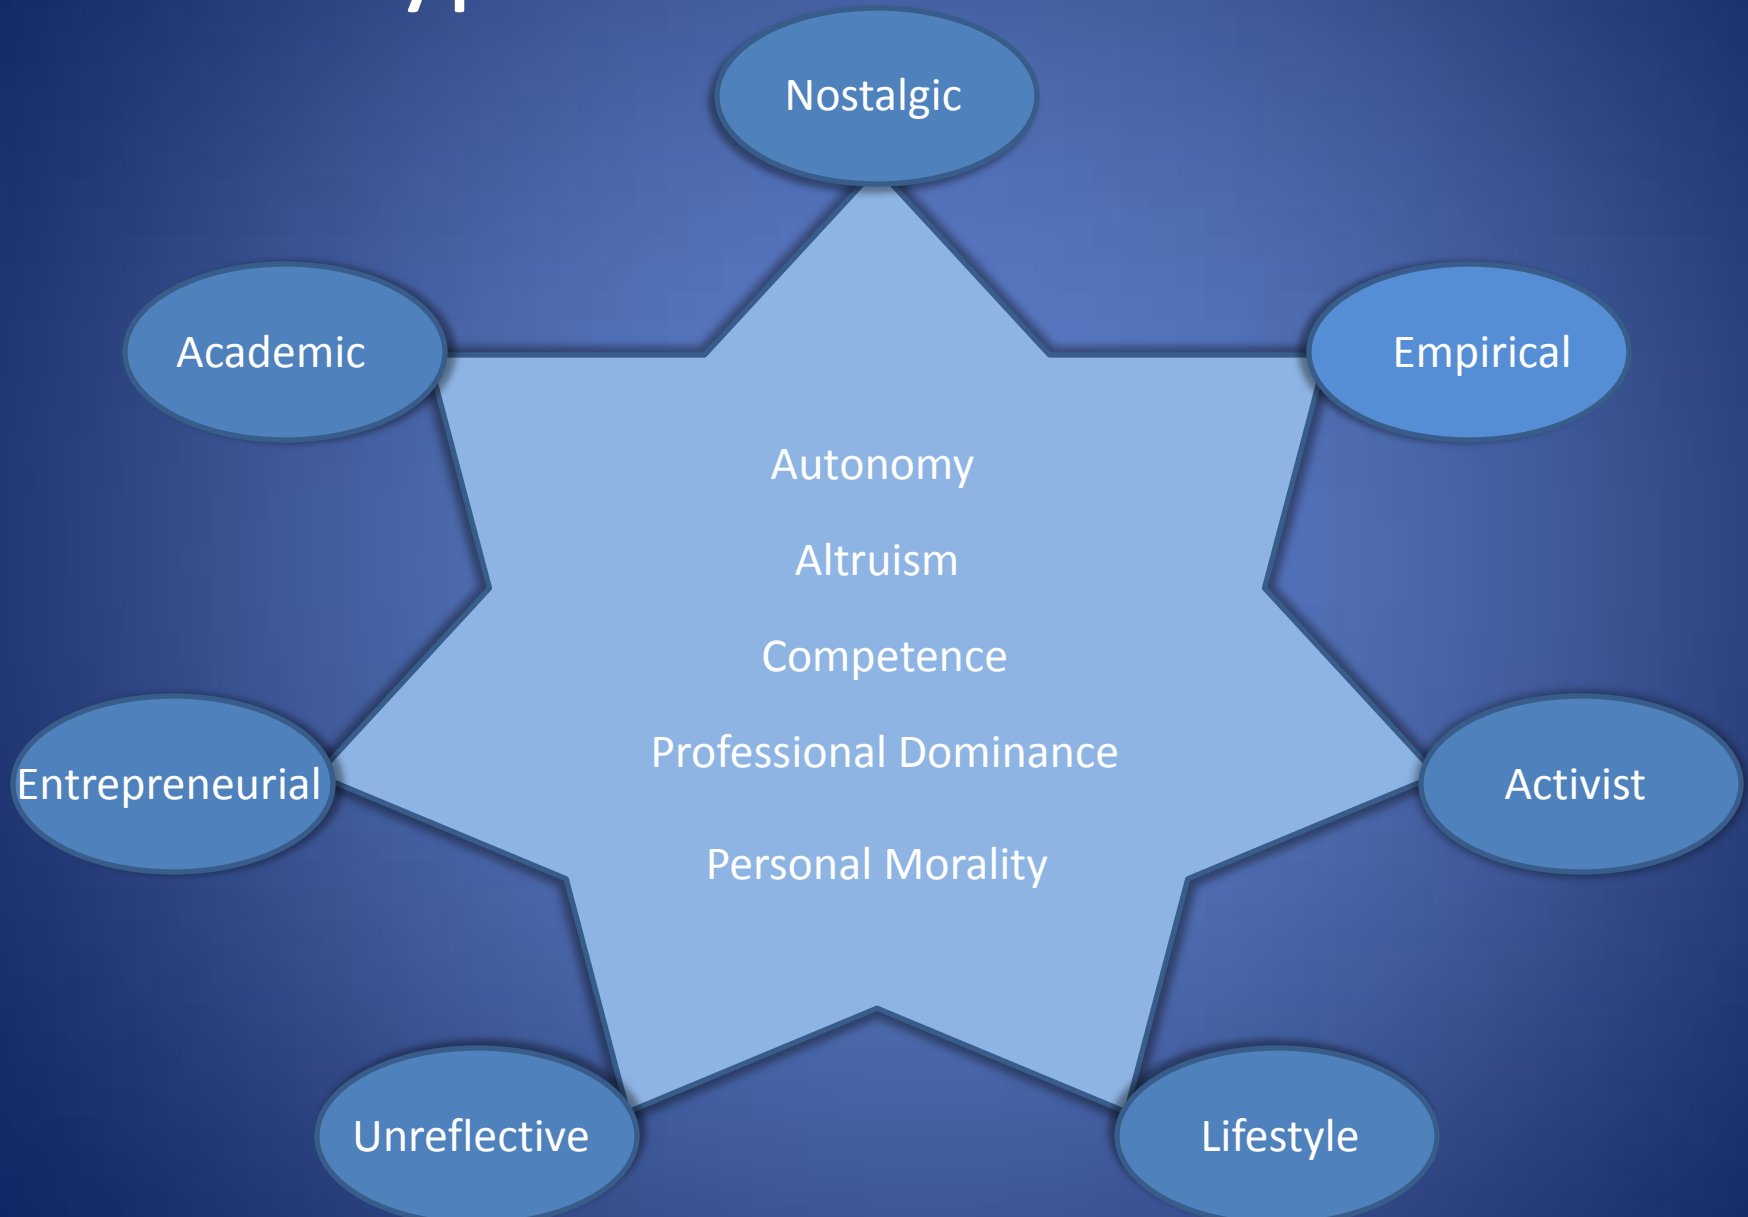 Nostalgic
Academic
Empirical
Autonomy
Altruism
Competence
Professional Dominance
Entrepreneurial
Activist
Personal Morality
Unreflective
Lifestyle